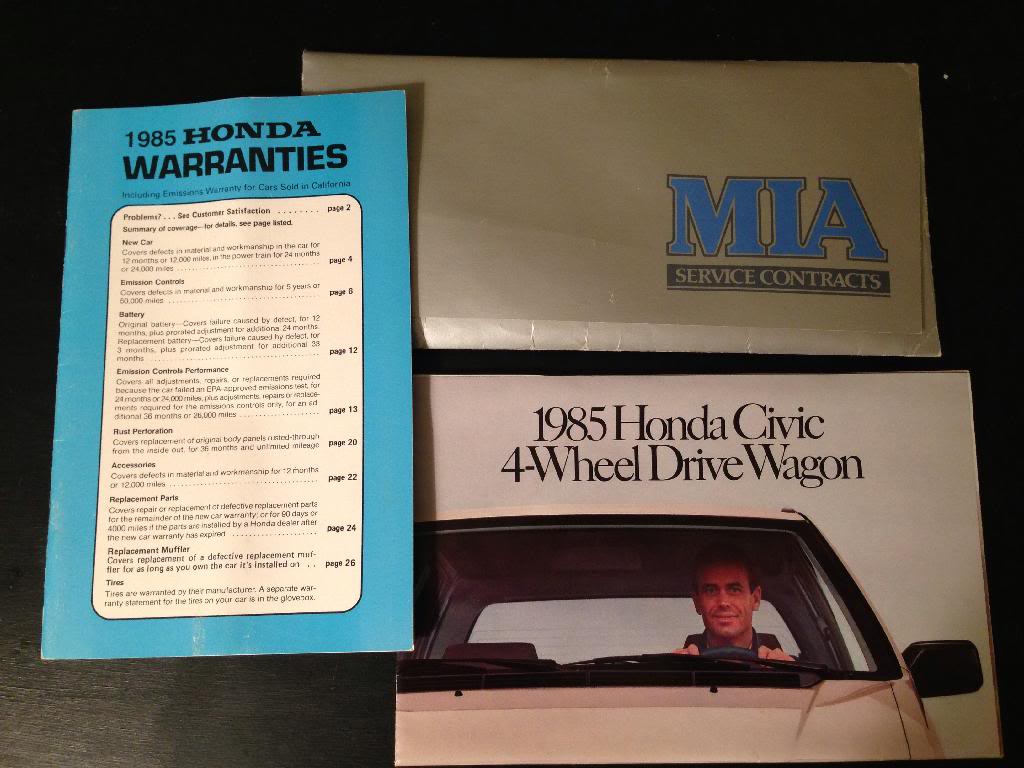 1985 HONDA
WARRANTIES
Including Emissions Warranty for Cars Sold in California
Problems? . . . See Customer Satisfaction . . . . . . . . page 2
Summary of coverage—for details, see page listed.
New Car
Covers defects in material and workmanship in the car for
12 months or 12,000 miles, in the power train for 24 months
or 24,000 miles . . . . . . . . . . . . . . . . . . . . . . . . page 4
Emission Controls
Covers defects in material and workmanship for 5 years or
50,000 miles . . . . . . . . . . . . . . . . . . . . . . . . page 8
Battery
Original battery—Covers failure caused by defect, for 12
months, plus prorated adjustment for additional 24 months.
Replacement battery—Covers failure caused by defect, for
3 months, plus prorated adjustment for additional 33
months . . . . . . . . . . . . . . . . . . . . . . . . page 12
Emission Controls Performance
Covers all adjustments, repairs, or replacements required
because the car failed an EPA-approved emissions test, for
24 months or 24,000 miles, plus adjustments, repairs or replace-
ments required for the emissions controls only, for an ad
ditional 36 months or 26,000 miles . . . . . . . . . . . . page 13
Rust Perforation
Covers replacement of original body panels rusted-through
from the inside out, for 36 months and unlimited mileage page 20
Accessories
Covers defects in material and workmanship for 12 months
or 12,000 miles . . . . . . . . . . . . . . . . . . . . . . . . page 22
Replacement Parts
Covers repair or replacement of defective replacement parts
for the remainder of the new car warranty; or for 90 days or
4000 miles if the parts are installed by a Honda dealer after
the new car warranty has expired . . . . . . . . . . . . page 24
Replacement Muffler
Covers replacement of a defective replacement muf-
fler for as long as you own the car it's installed on . . page 26
Tires
Tires are warranted by their manufacturer. A seperate war-
ranty statement for the tires on your car is in the glovebox.
MIA
SERVICE CONTRACTS
1985 Honda Civic
4-Wheel Drive Wagon